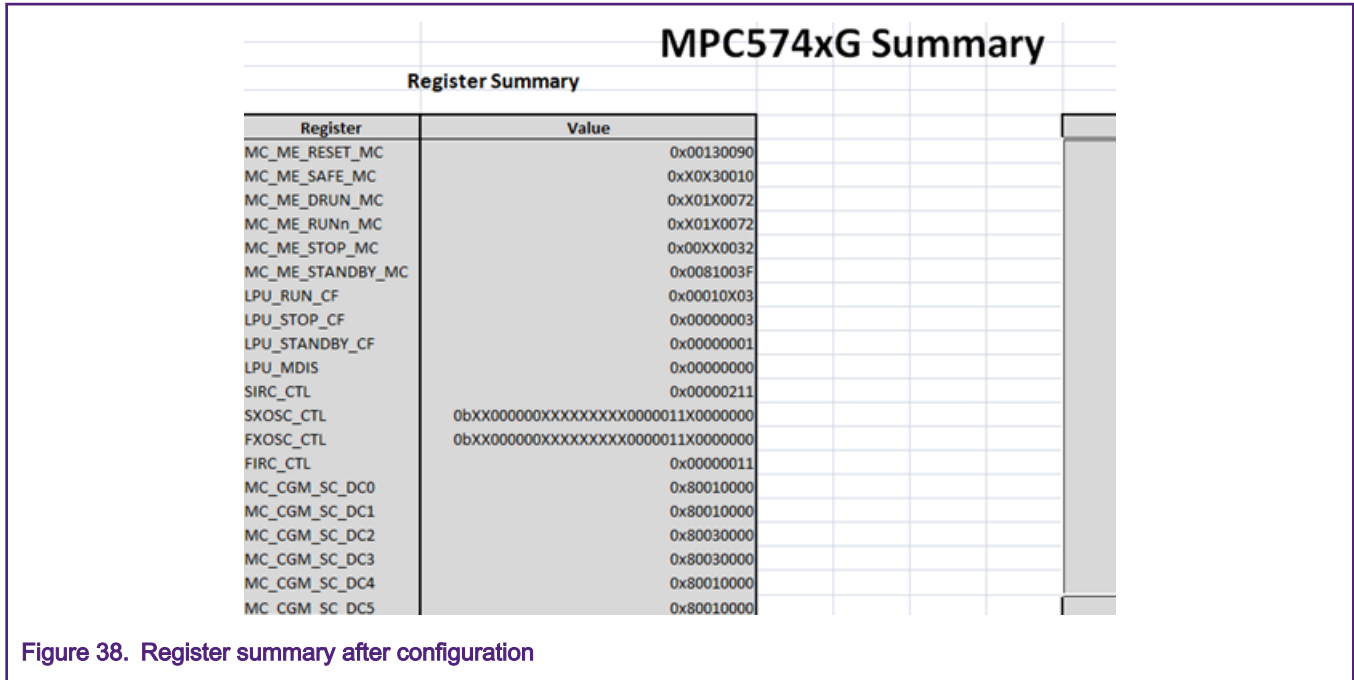 MPC574xG Summary
Register Summary
Register Value
MC_ME_RESET_MC 0x00130090
MC_ME_SAFE_MC 0xX0X30010
MC_ME_DRUN_MC 0xX01X0072
MC_ME_RUNn_MC 0xX01X0072
MC_ME_STOP_MC 0x00XX0032
MC_ME_STANDBY_MC 0x0081003F
LPU_RUN_CF 0x00010X03
LPU_STOP_CF 0x00000003
LPU_STANDBY_CF 0x00000001
LPU_MDIS 0x00000000
SIRC_CTL 0x00000211
SXOSC_CTL 0bXX000000XXXXXXXXX0000011X0000000
FXOSC_CTL 0bXX000000XXXXXXXXX0000011X0000000
FIRC_CTL 0x00000011
MC_CGM_SC_DC0 0x80010000
MC_CGM_SC_DC1 0x80010000
MC_CGM_SC_DC2 0x80030000
MC_CGM_SC_DC3 0x80030000
MC_CGM_SC_DC4 0x80010000
MC_CGM_SC_DC5 0x80010000
Figure 38. Register summary after configuration